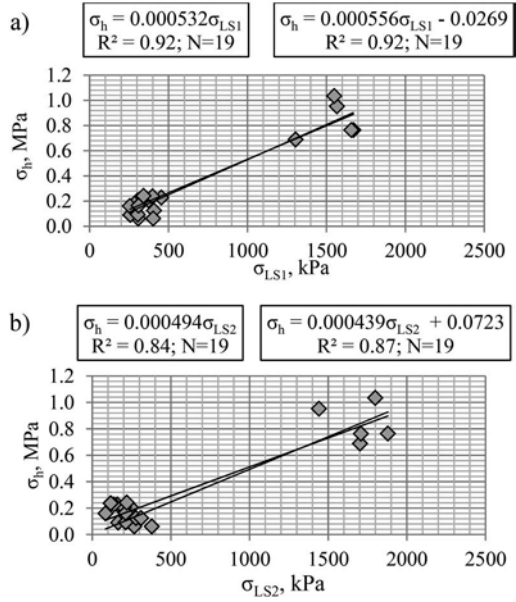 a)
σh = 0.000532σLS1
R² = 0.92; N=19
σh = 0.000556σLS1 - 0.0269
R² = 0.92; N=19
1.2
1.0
0.8
0.6
0.4
0.2
0.0
σh, MPa
0 500 1000 1500 2000 2500
σLS1, kPa
b)
σh = 0.000494σLS2
R² = 0.84; N=19
σh = 0.000439σLS2 + 0.0723
R² = 0.87; N=19
1.2
1.0
0.8
0.6
0.4
0.2
0.0
σh, MPa
0 500 1000 1500 2000 2500
σLS2, kPa